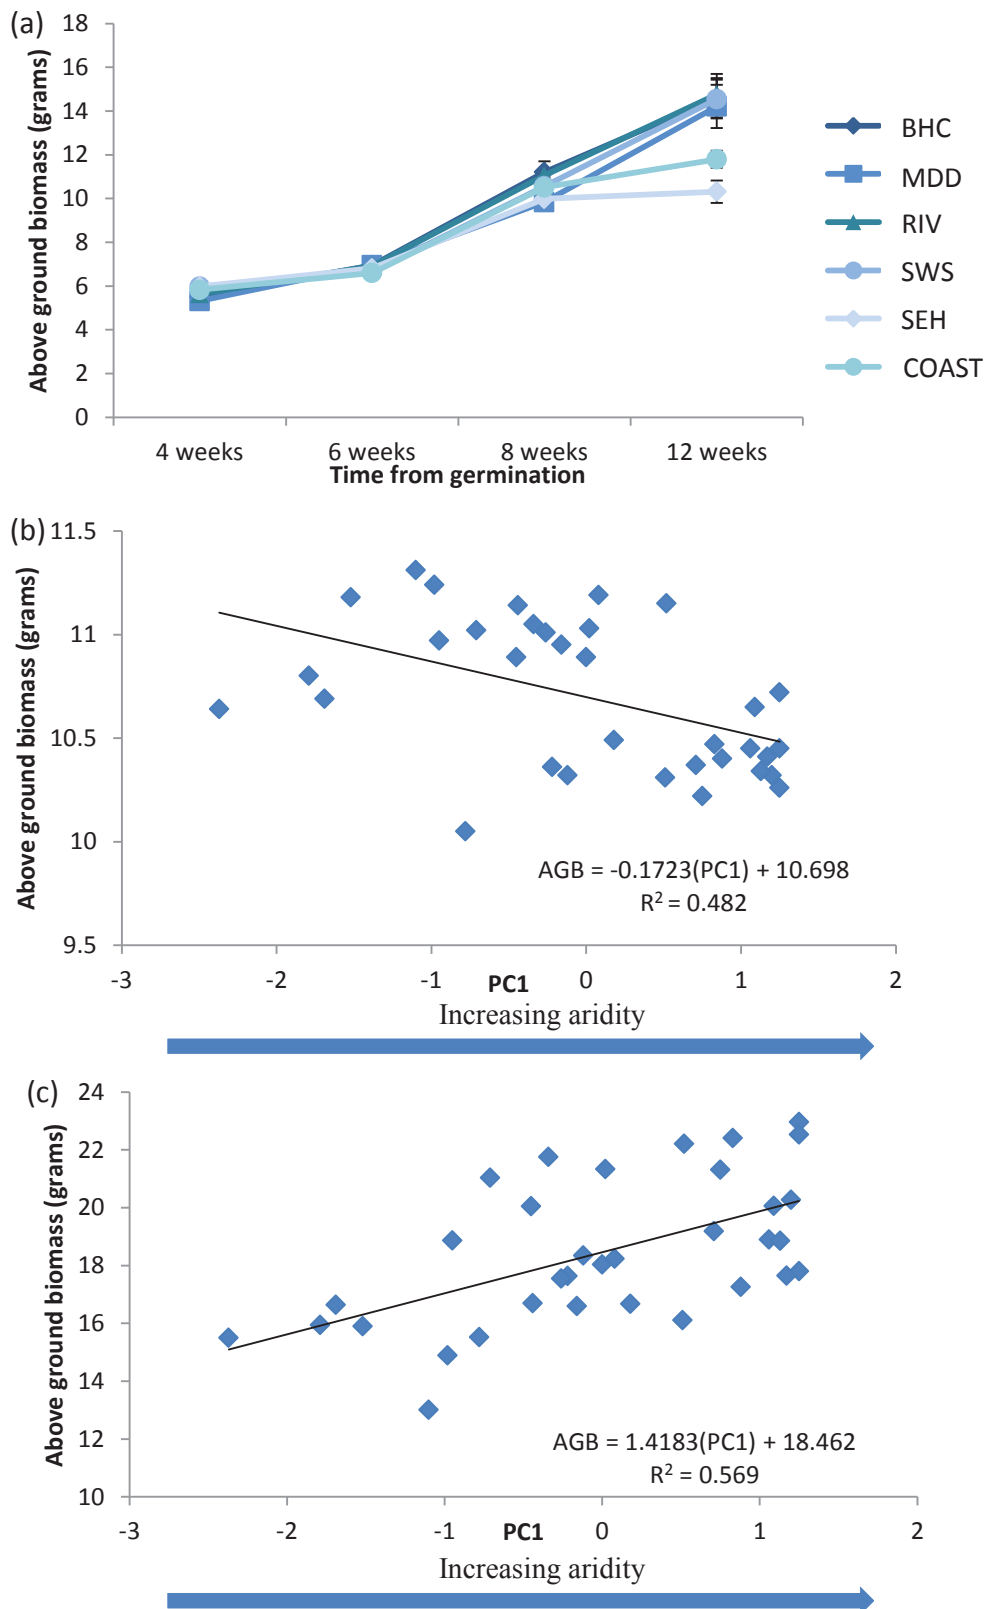 (a)
Above ground biomass (grams)
18
16
14
12
10
8
6
4
2
0
4 weeks 6 weeks 8 weeks 12 weeks
Time from germination
BHC
MDD
RIV
SWS
SEH
COAST
(b)
Above ground biomass (grams)
11.5
11
10.5
10
9.5
AGB = -0.1723(PC1) + 10.698
R² = 0.482
-3 -2 -1 0 1 2
PC1
Increasing aridity
(c)
Above ground biomass (grams)
24
22
20
18
16
14
12
10
AGB = 1.4183(PC1) + 18.462
R² = 0.569
-3 -2 -1 0 1 2
PC1
Increasing aridity